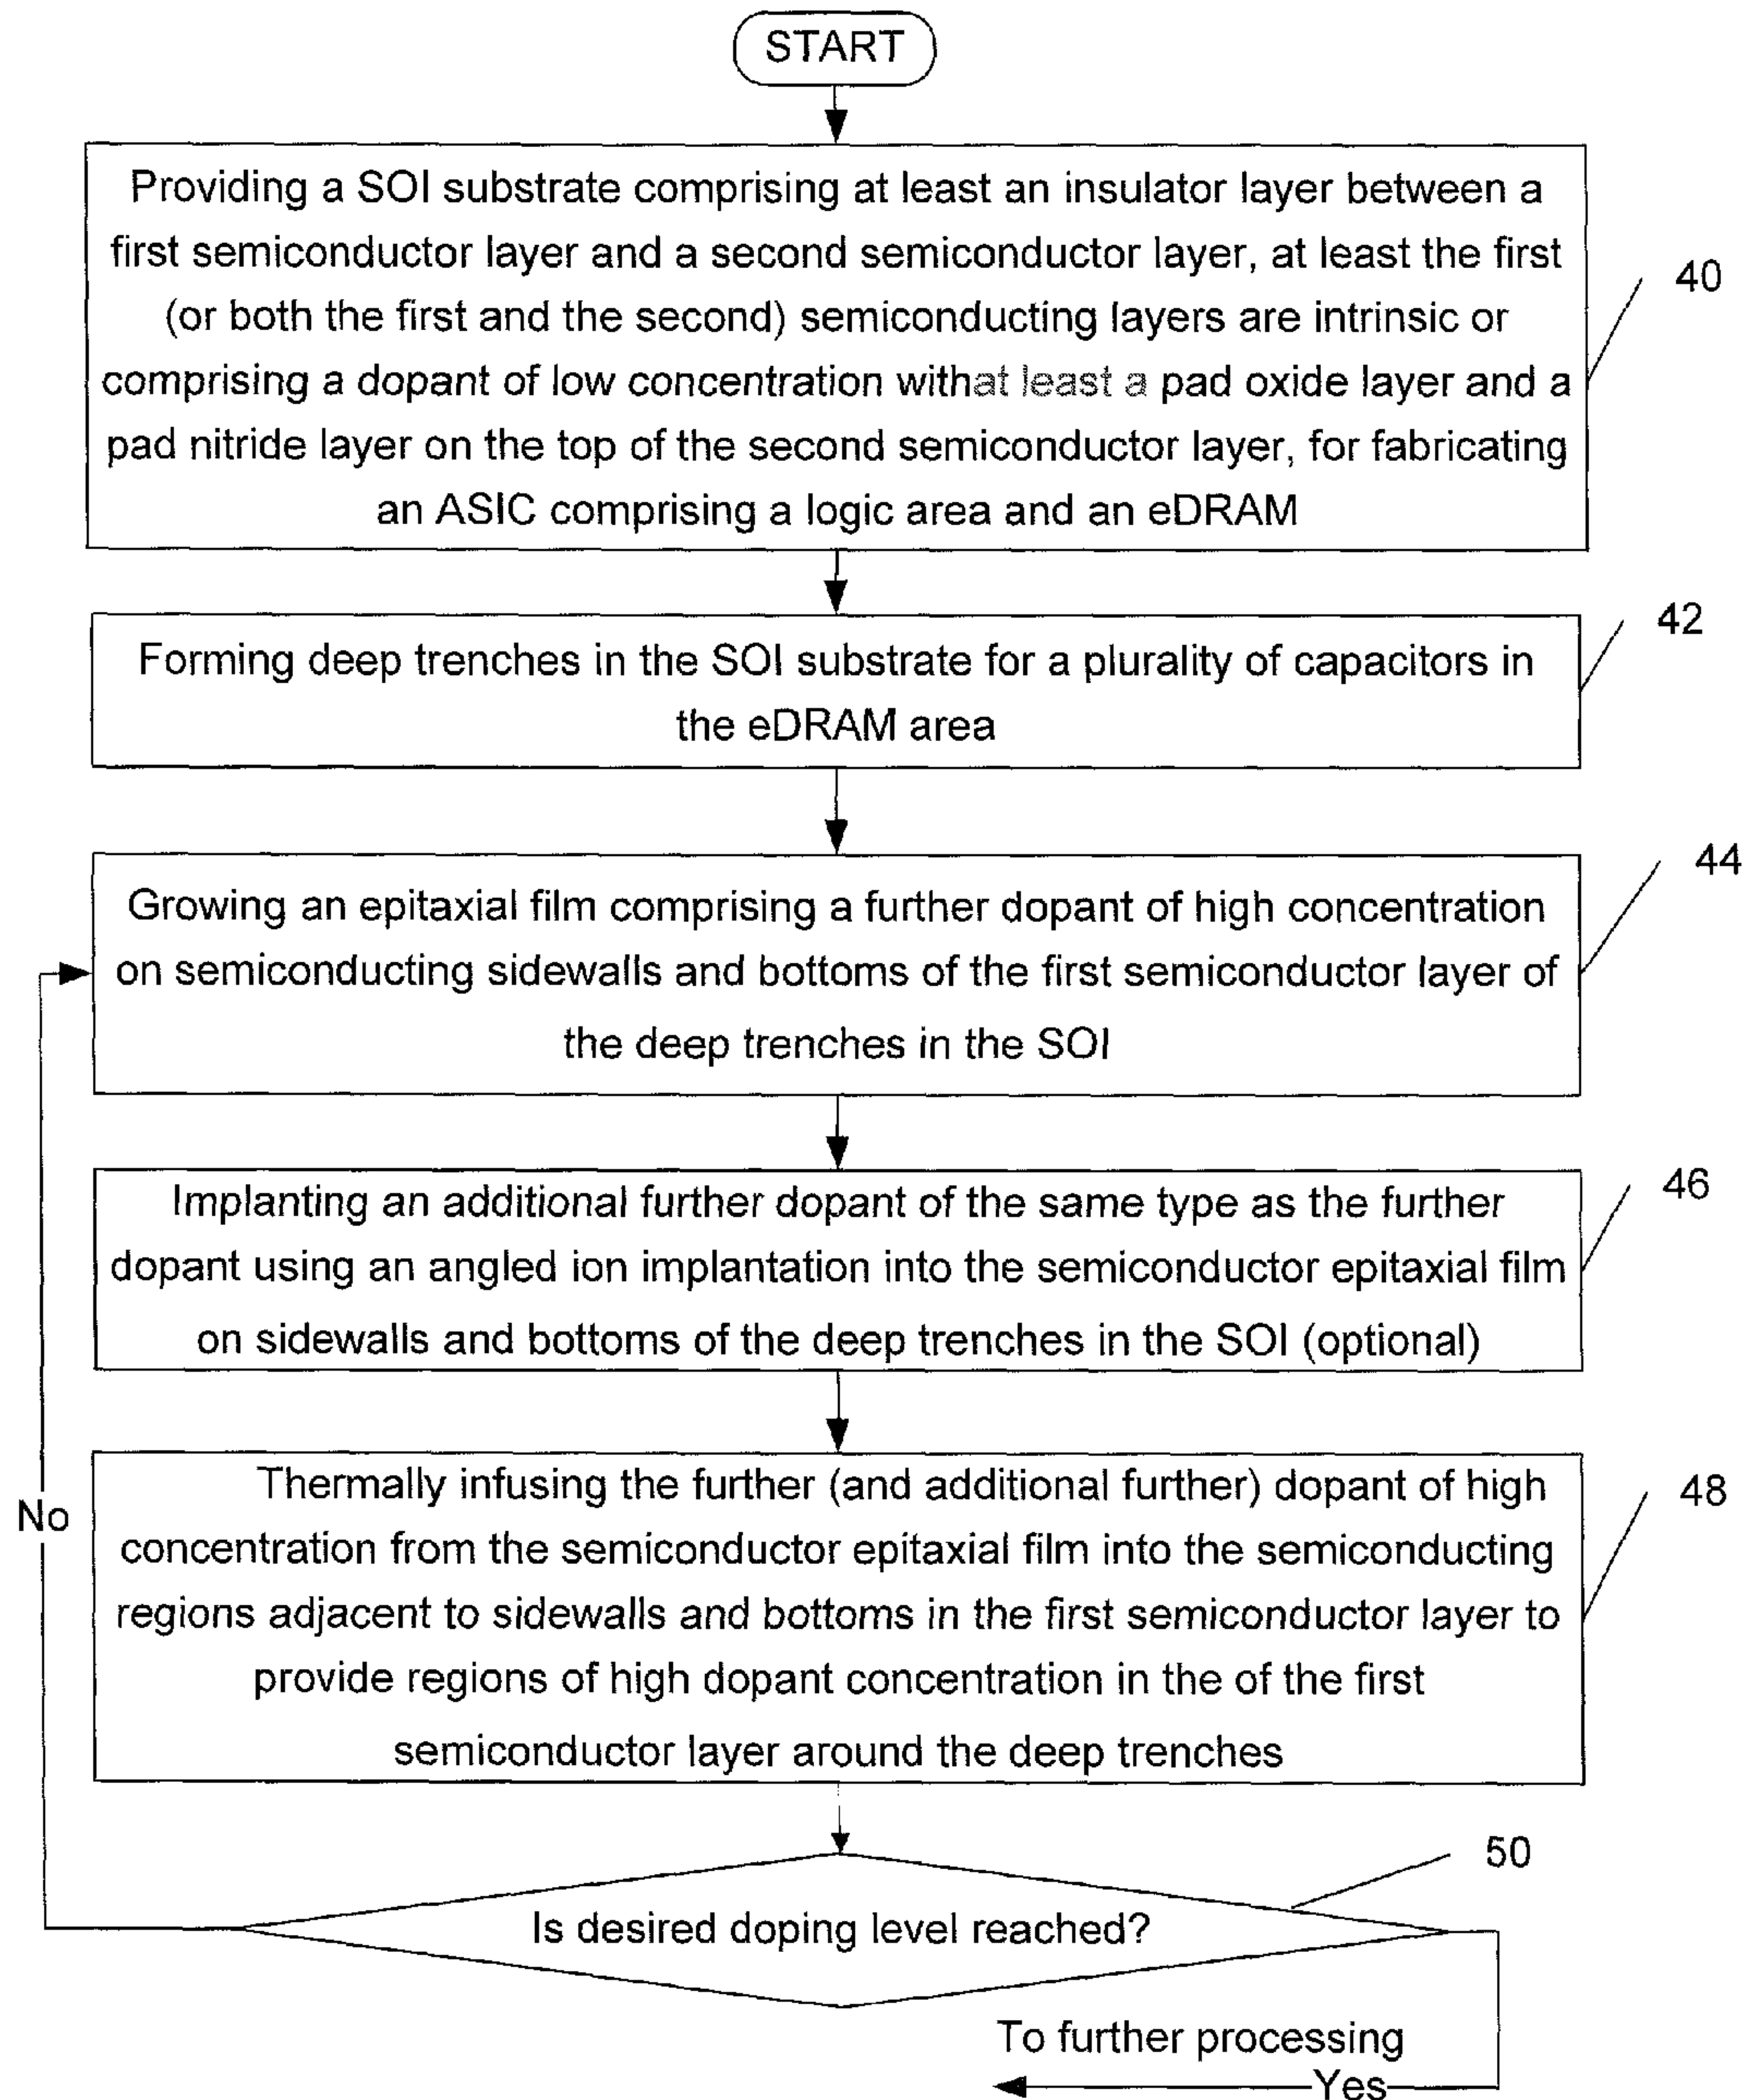 START
Providing a SOI substrate comprising at least an insulator layer between a
first semiconductor layer and a second semiconductor layer, at least the first
(or both the first and the second) semiconducting layers are intrinsic or
comprising a dopant of low concentration withat least a pad oxide layer and a
pad nitride layer on the top of the second semiconductor layer, for fabricating
an ASIC comprising a logic area and an eDRAM
40
Forming deep trenches in the SOI substrate for a plurality of capacitors in
the eDRAM area
42
Growing an epitaxial film comprising a further dopant of high concentration
on semiconducting sidewalls and bottoms of the first semiconductor layer of
the deep trenches in the SOI
44
Implanting an additional further dopant of the same type as the further
dopant using an angled ion implantation into the semiconductor epitaxial film
on sidewalls and bottoms of the deep trenches in the SOI (optional)
46
Thermally infusing the further (and additional further) dopant of high
concentration from the semiconductor epitaxial film into the semiconducting
regions adjacent to sidewalls and bottoms in the first semiconductor layer to
provide regions of high dopant concentration in the of the first
semiconductor layer around the deep trenches
48
No
50
Is desired doping level reached?
To further processing
Yes